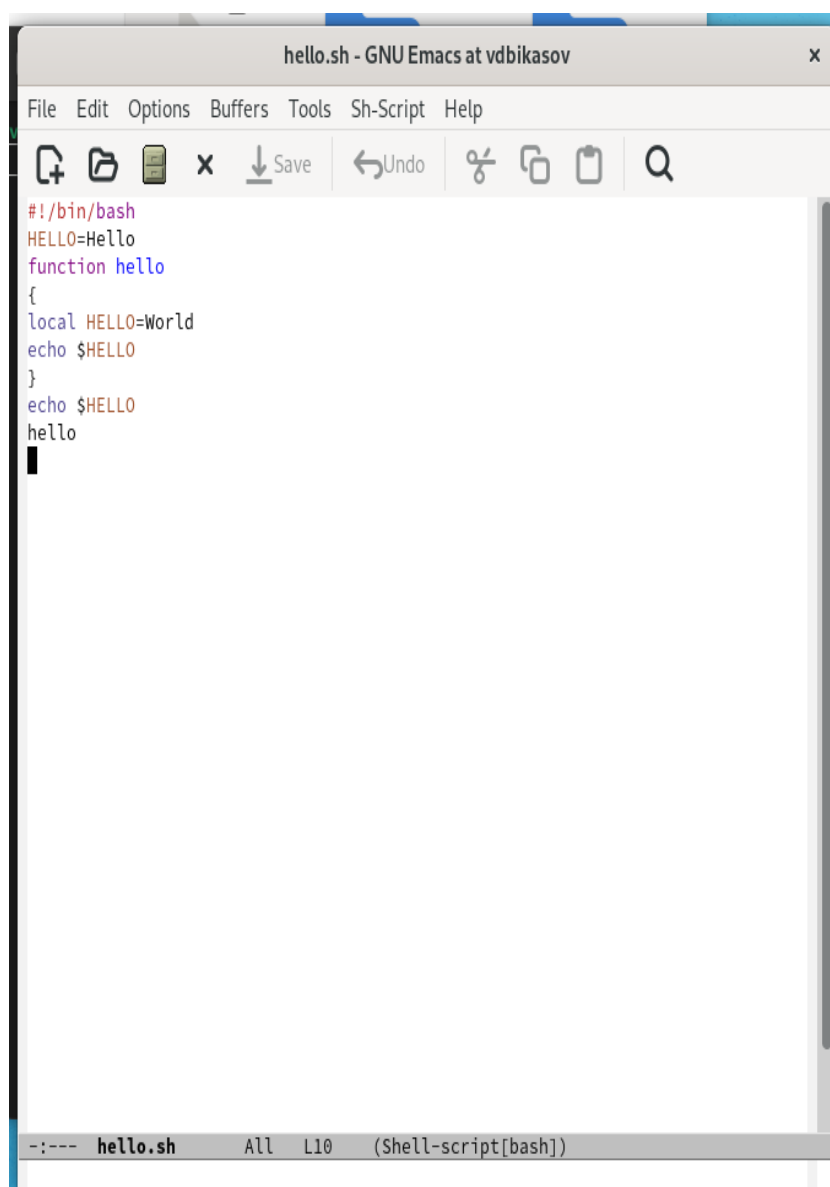 hello.sh - GNU Emacs at vdbikasov x
File Edit Options Buffers Tools Sh-Script Help
Save Undo
#!/bin/bash
HELLO=Hello
function hello
{
local HELLO=World
echo $HELLO
}
echo $HELLO
hello
-:--- hello.sh All L10 (Shell-script[bash])